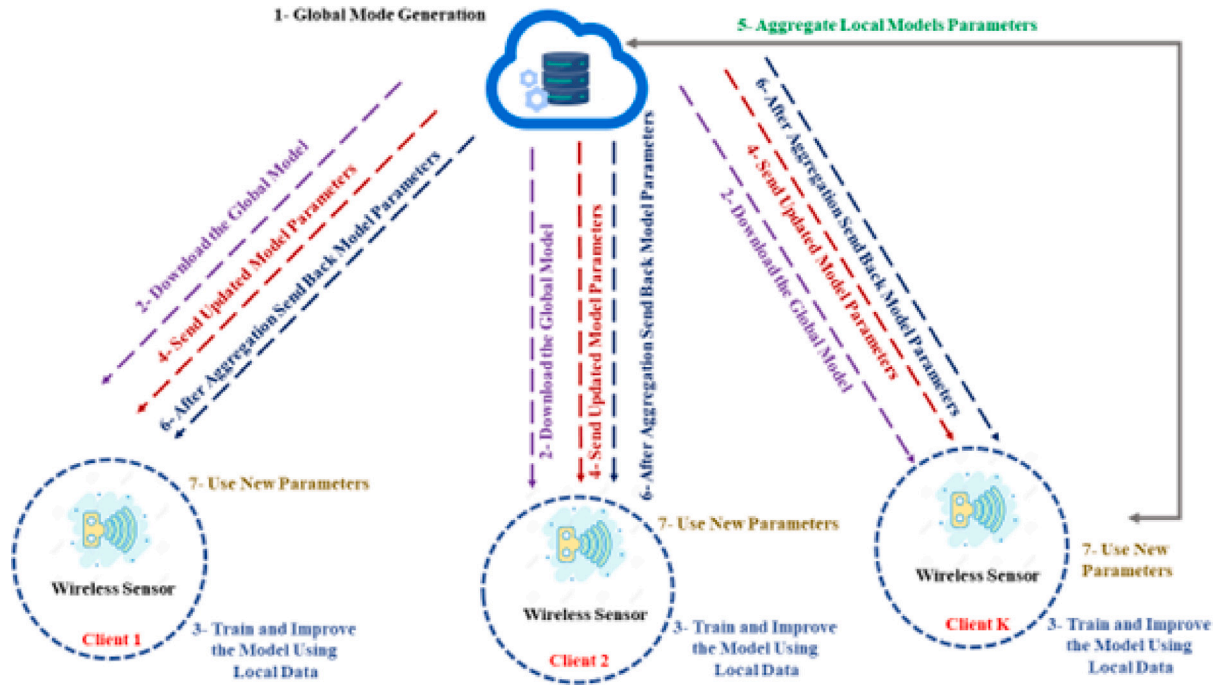 1- Global Mode Generation
5- Aggregate Local Models Parameters
2- Download the Global Model
4- Send Updated Model Parameters
6- After Aggregation Send Back Model Parameters
2- Download the Global Model
4- Send Updated Model Parameters
6- After Aggregation Send Back Model Parameters
2- Download the Global Model
4- Send Updated Model Parameters
6- After Aggregation Send Back Model Parameters
7- Use New Parameters
Wireless Sensor
Client 1
3- Train and Improve
the Model Using
Local Data
7- Use New Parameters
Wireless Sensor
Client 2
3- Train and Improve
the Model Using
Local Data
7- Use New
Parameters
Wireless Sensor
Client K
3- Train and Improve
the Model Using
Local Data